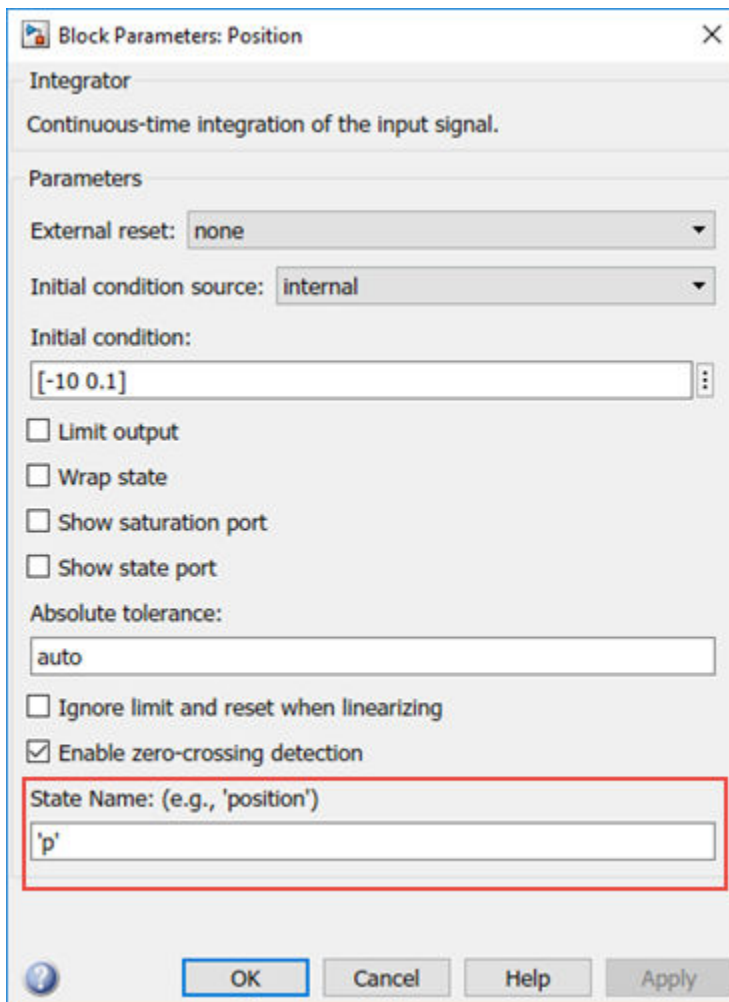 Block Parameters: Position
Integrator
Continuous-time integration of the input signal.
Parameters
External reset: none
Initial condition source: internal
Initial condition:
[-10 0.1]
Limit output
Wrap state
Show saturation port
Show state port
Absolute tolerance:
auto
Ignore limit and reset when linearizing
Enable zero-crossing detection
State Name: (e.g., 'position')
'p'
OK Cancel Help Apply